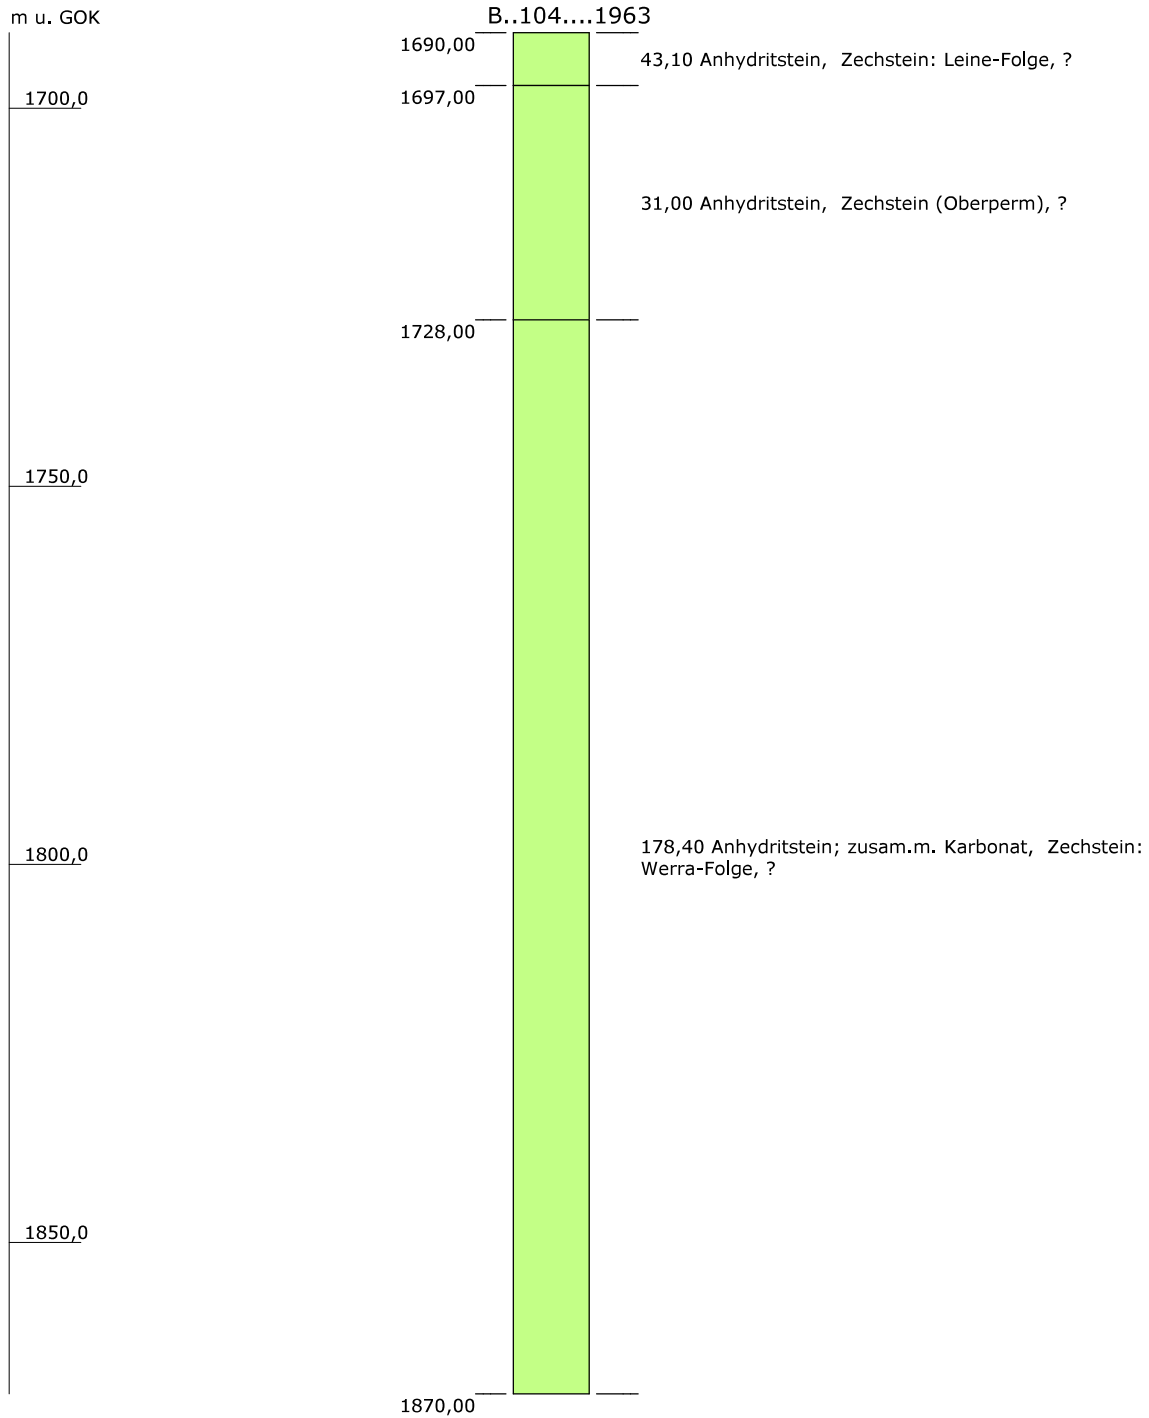 m u. GOK
B..104....1963
1690,00
43,10 Anhydritstein, Zechstein: Leine-Folge, ?
1697,00
1700,0
31,00 Anhydritstein, Zechstein (Oberperm), ?
1728,00
1750,0
178,40 Anhydritstein; zusam.m. Karbonat, Zechstein:
Werra-Folge, ?
1800,0
1850,0
1870,00